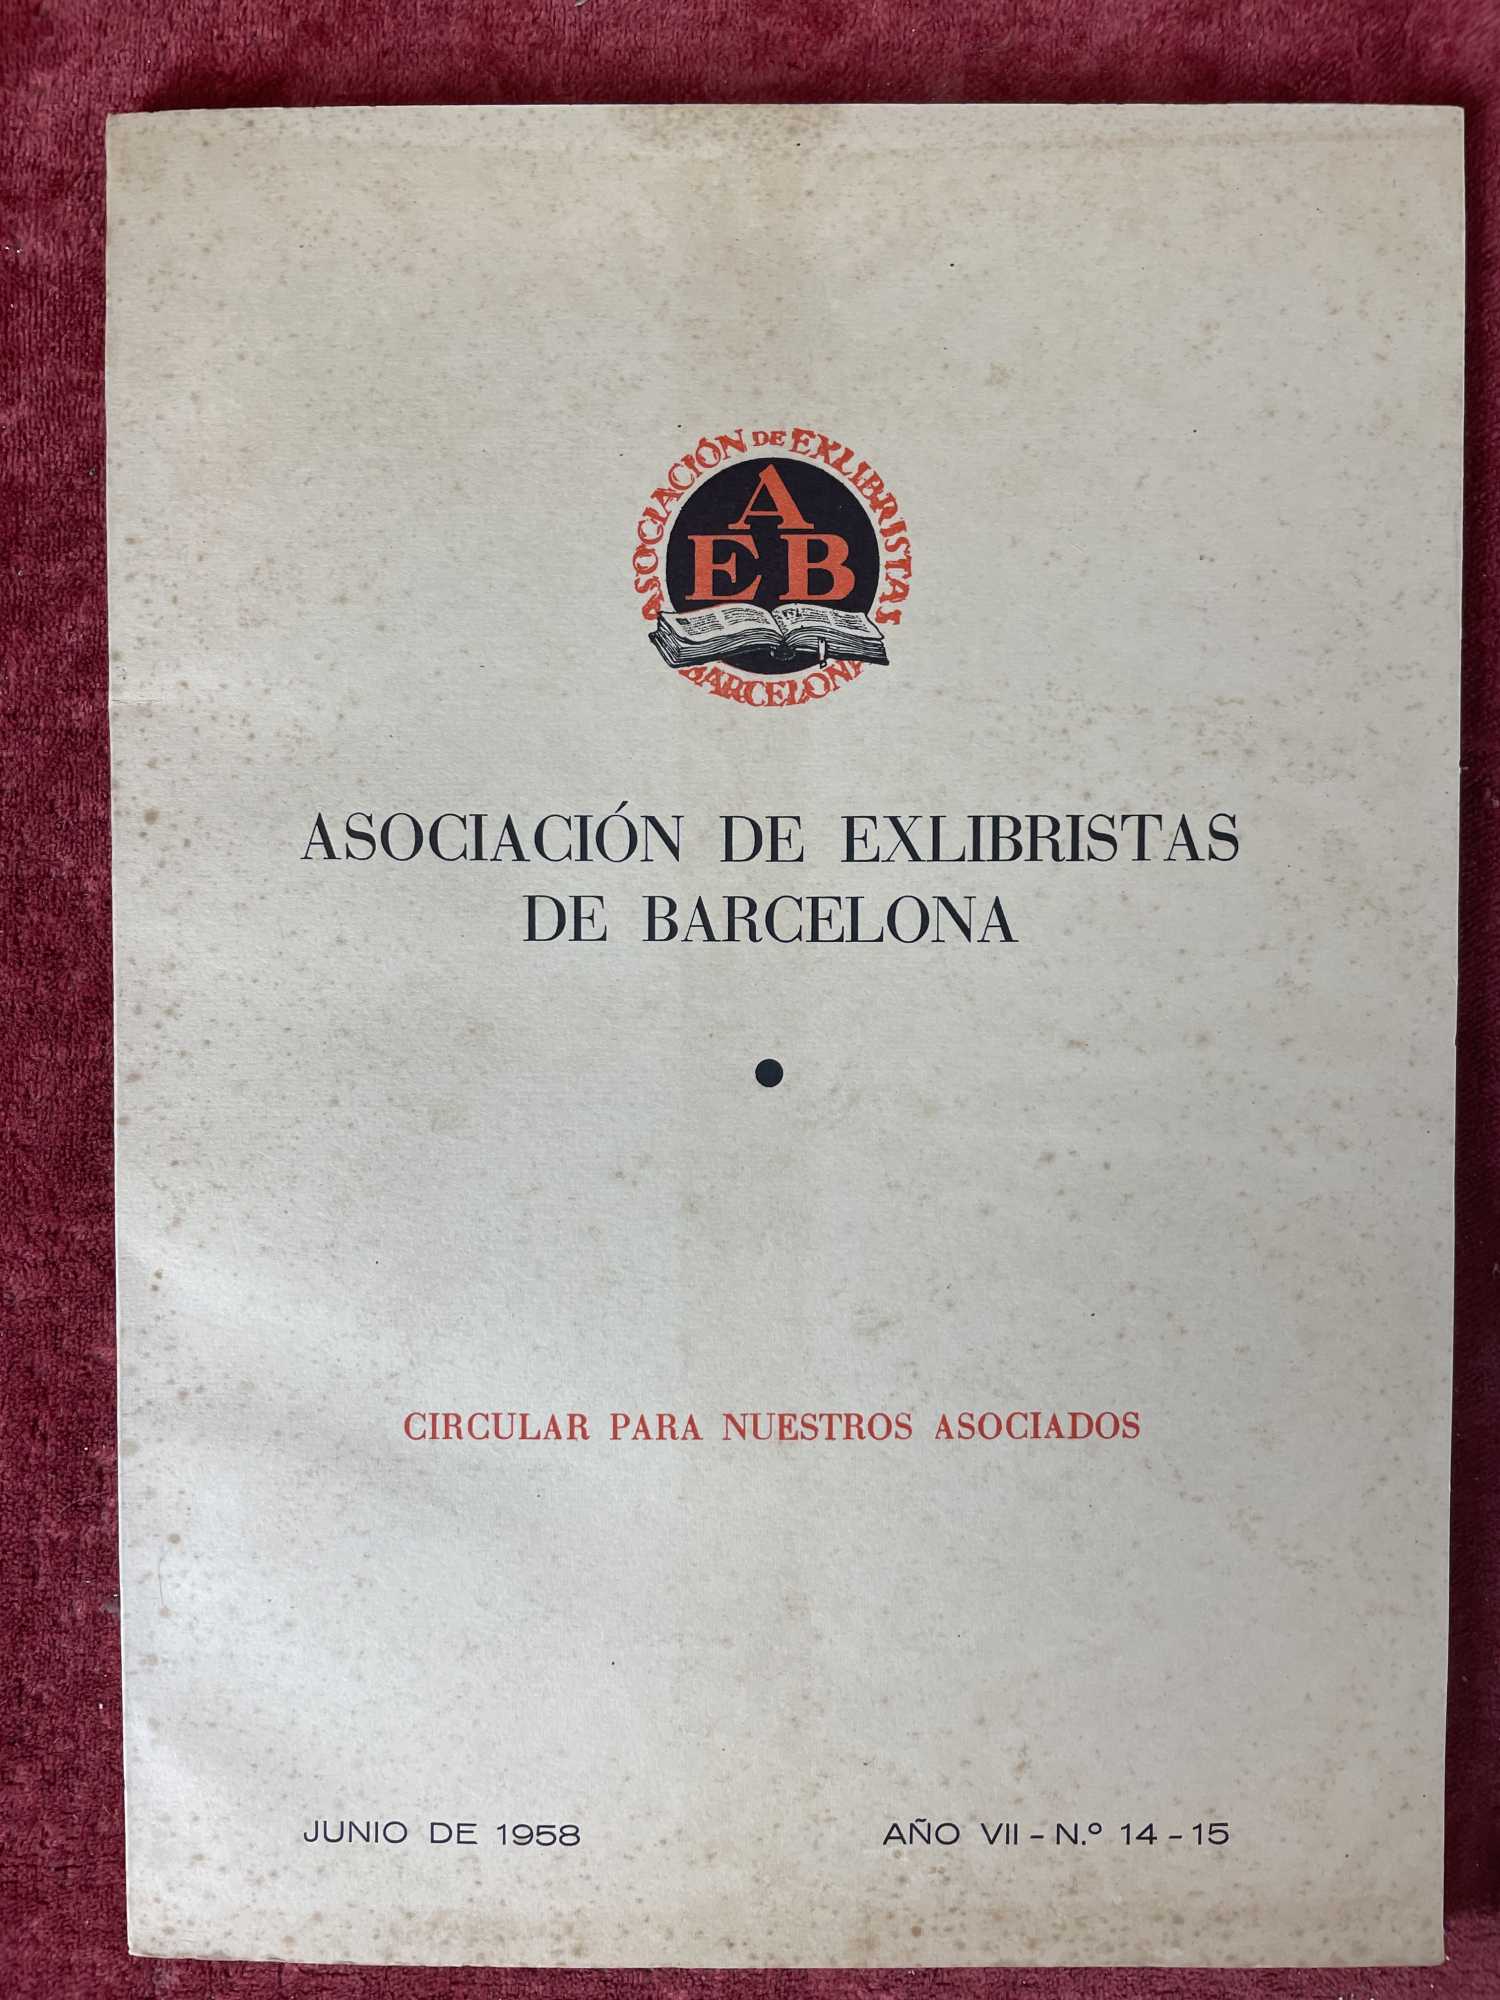 ASOCIACIÓN DE EXLIBRISTAS
A
EB
BARCELONA
ASOCIACIÓN DE EXLIBRISTAS
DE BARCELONA
CIRCULAR PARA NUESTROS ASOCIADOS
JUNIO DE 1958
AÑO VII - N.º 14 - 15